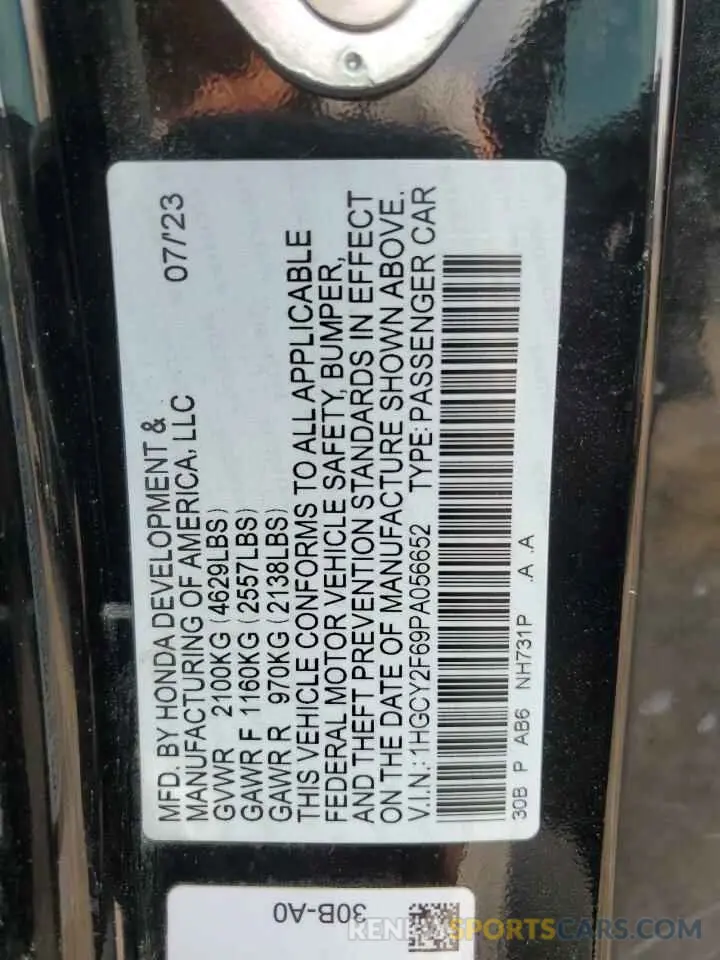 MFD. BY HONDA DEVELOPMENT & 07/'23
MANUFACTURING OF AMERICA, LLC
GVWR 2100KG (4629LBS)
GAWR F 1160KG (2557LBS)
GAWR R 970KG (2138LBS)
THIS VEHICLE CONFORMS TO ALL APPLICABLE
FEDERAL MOTOR VEHICLE SAFETY, BUMPER,
AND THEFT PREVENTION STANDARDS IN EFFECT
ON THE DATE OF MANUFACTURE SHOWN ABOVE.
V.I.N.: 1HGCY2F69PA056652 TYPE: PASSENGER CAR
30B P AB6 NH731P .A .A
30B-A0
RENEYSPORTSCARS.COM